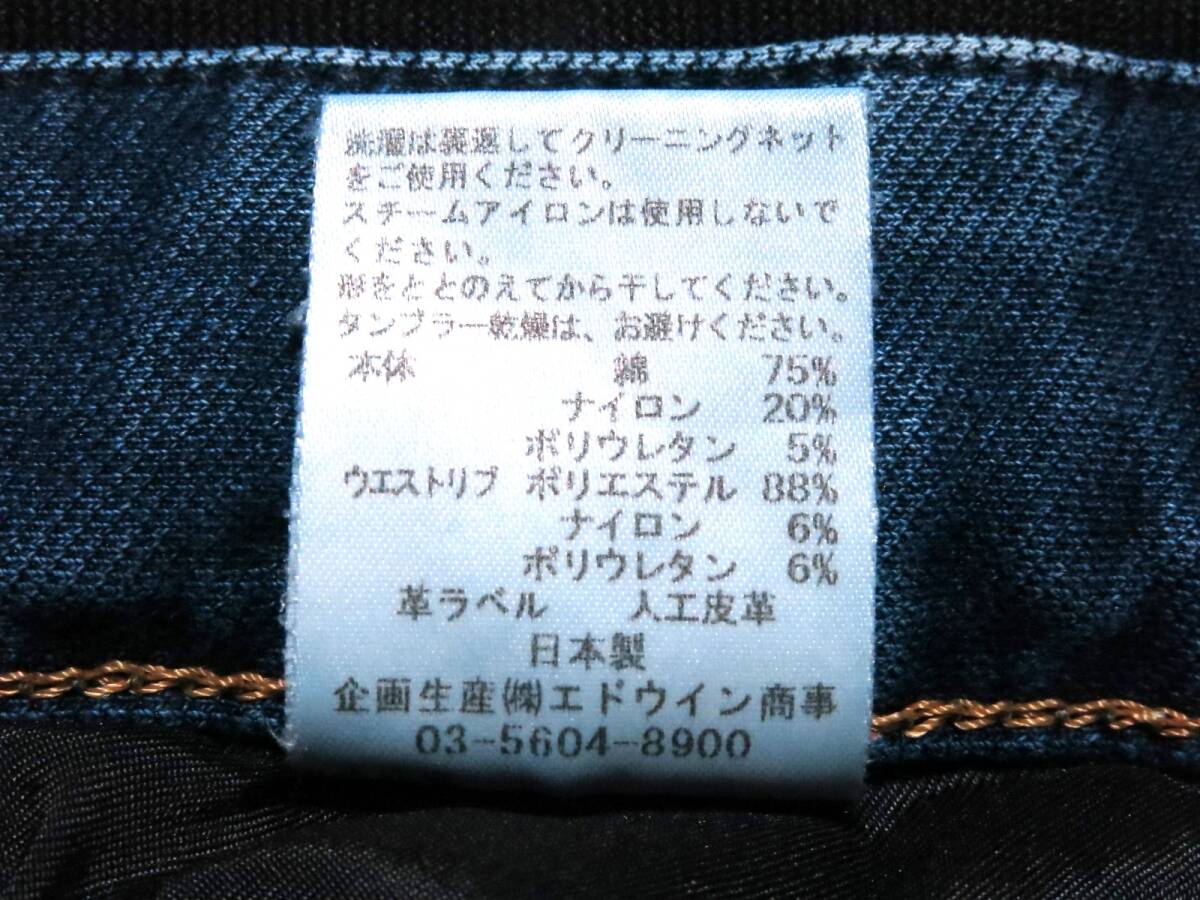 洗濯は裏返してクリーニングネット
をご使用ください。
スチームアイロンは使用しないで
ください。
形をととのえてから干してください。
タンブラー乾燥は、お避けください。
本体 綿 75%
ナイロン 20%
ポリウレタン 5%
ウエストリブ ポリエステル 88%
ナイロン 6%
ポリウレタン 6%
革ラベル 人工皮革
日本製
企画生産㈱エドウイン商事
03-5604-8900